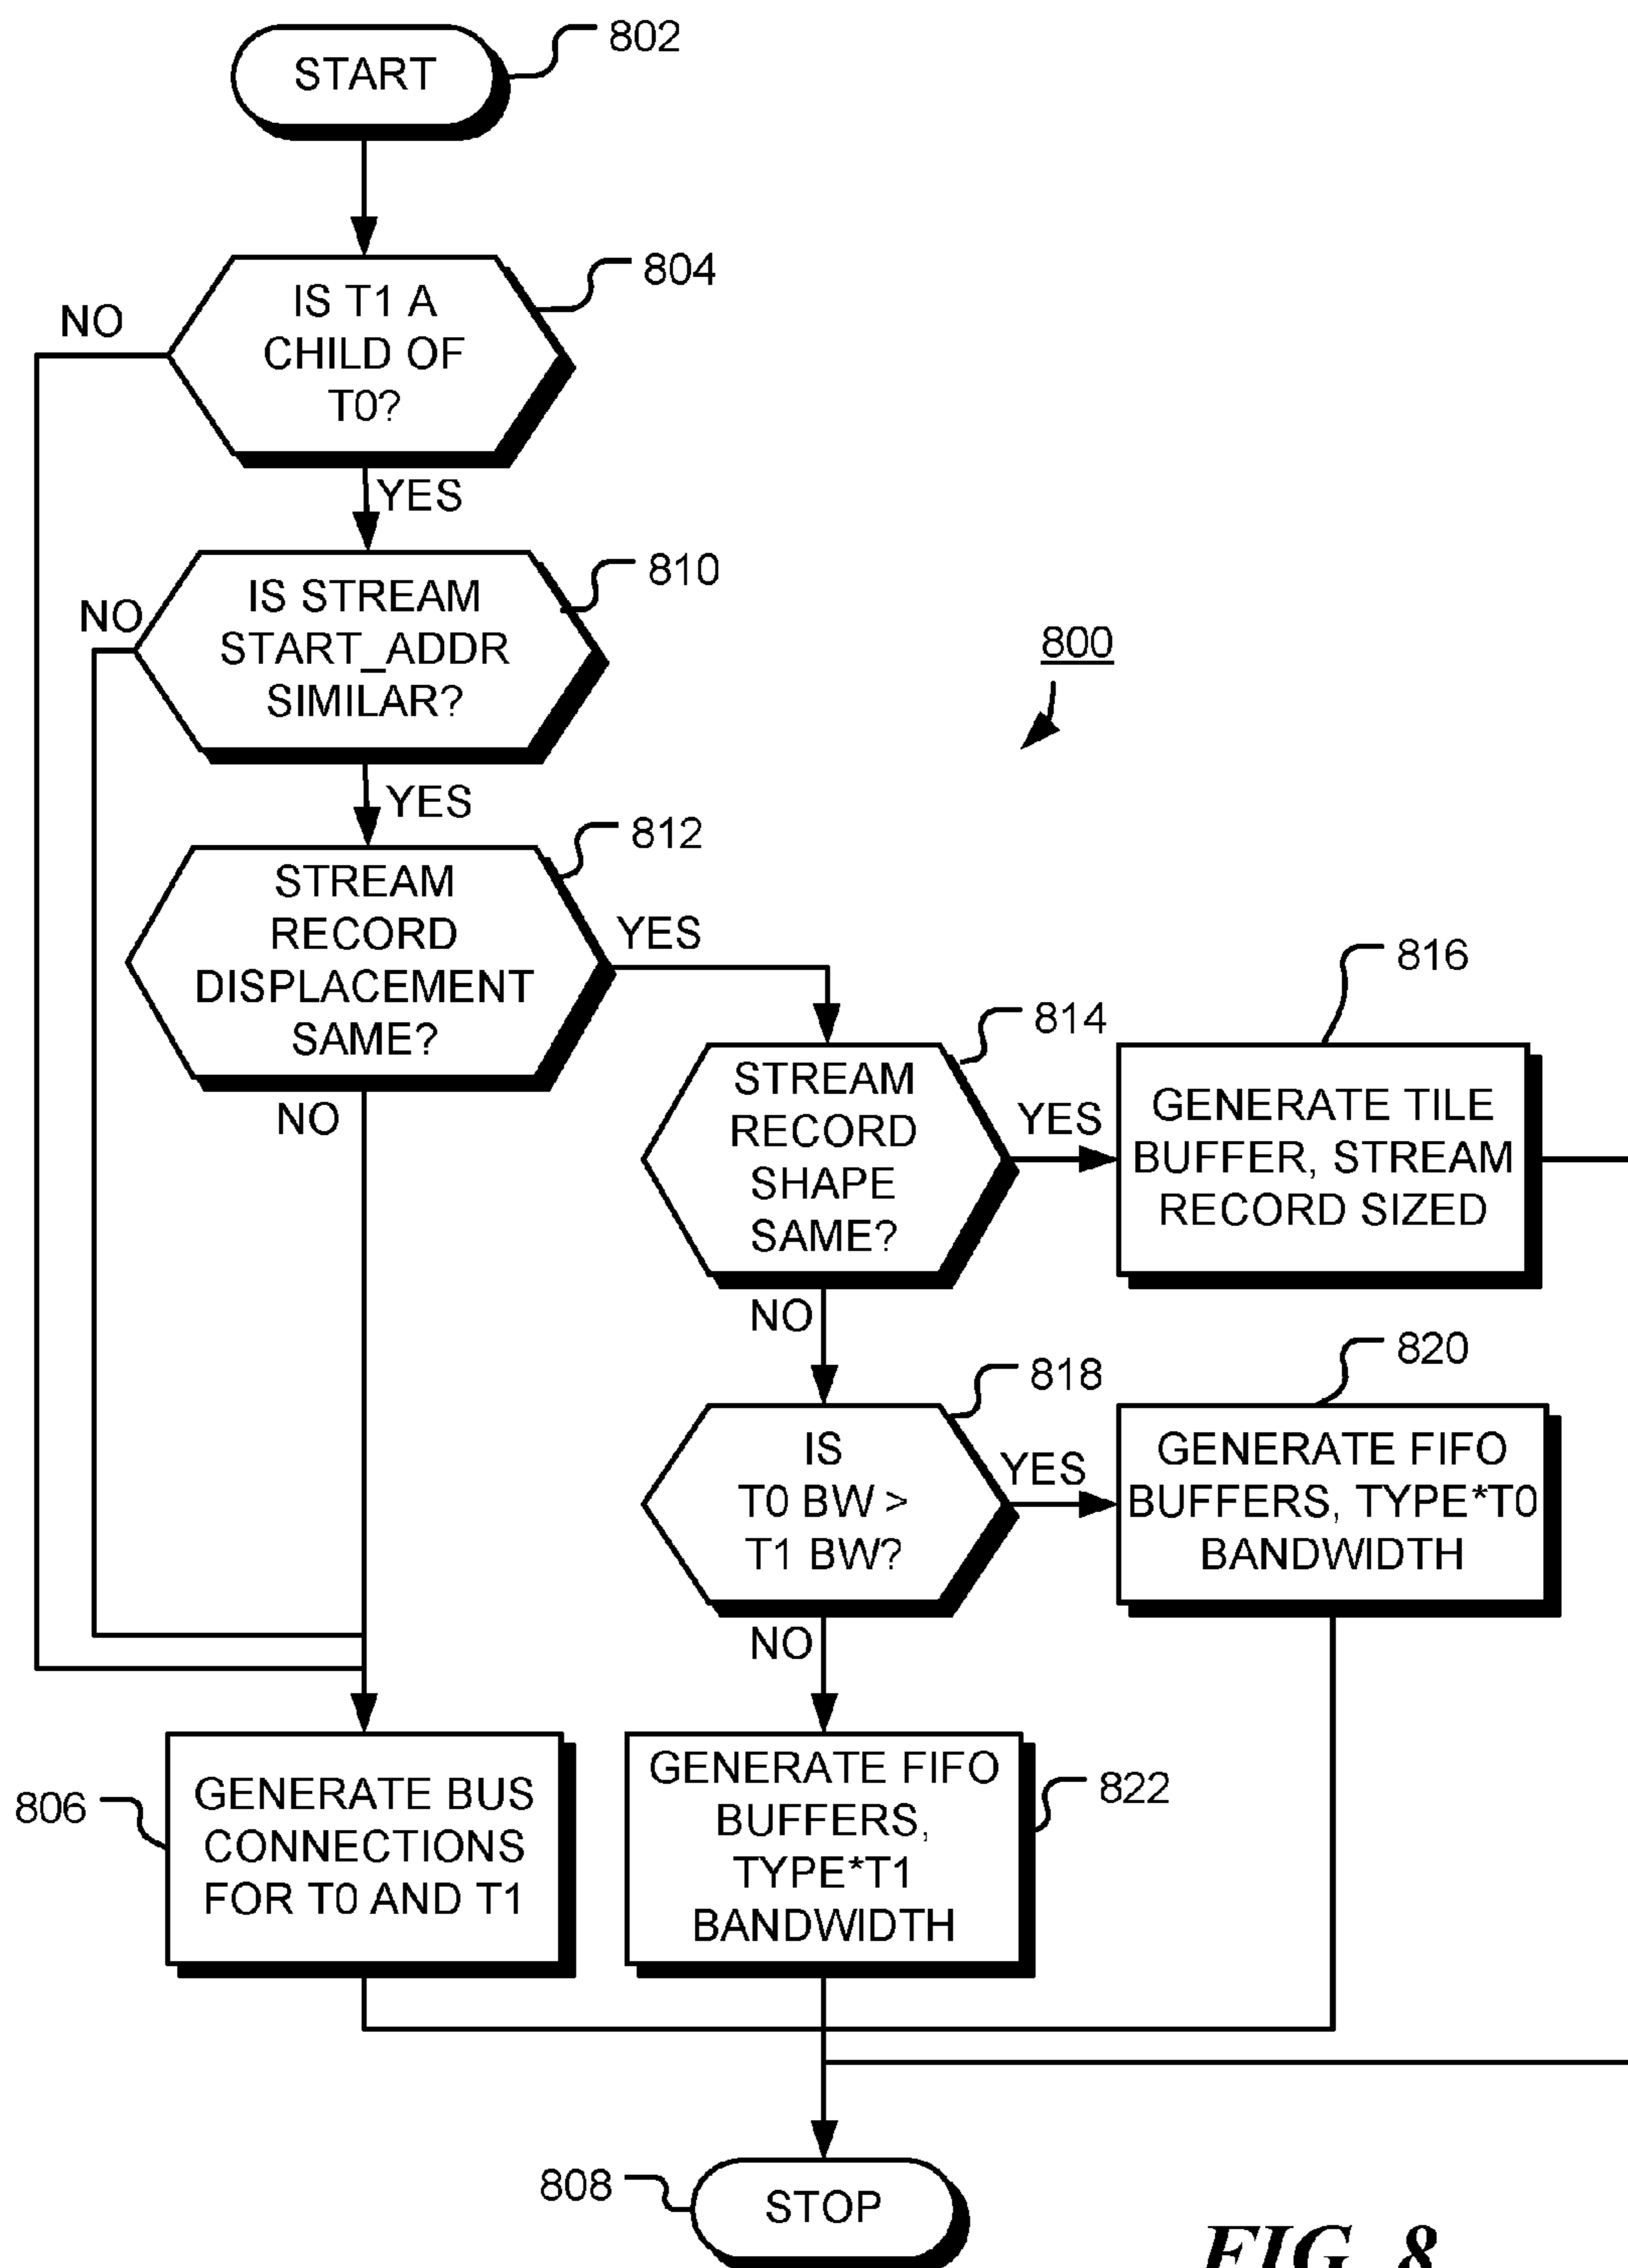 START
802
IS T1 A
CHILD OF
T0?
804
NO
YES
IS STREAM
START_ADDR
SIMILAR?
810
NO
YES
800
STREAM
RECORD
DISPLACEMENT
SAME?
812
YES
NO
STREAM
RECORD
SHAPE
SAME?
814
YES
NO
GENERATE TILE
BUFFER, STREAM
RECORD SIZED
816
IS
T0 BW >
T1 BW?
818
YES
NO
GENERATE FIFO
BUFFERS, TYPE*T0
BANDWIDTH
820
806
GENERATE BUS
CONNECTIONS
FOR T0 AND T1
GENERATE FIFO
BUFFERS,
TYPE*T1
BANDWIDTH
822
808
STOP
FIG. 8